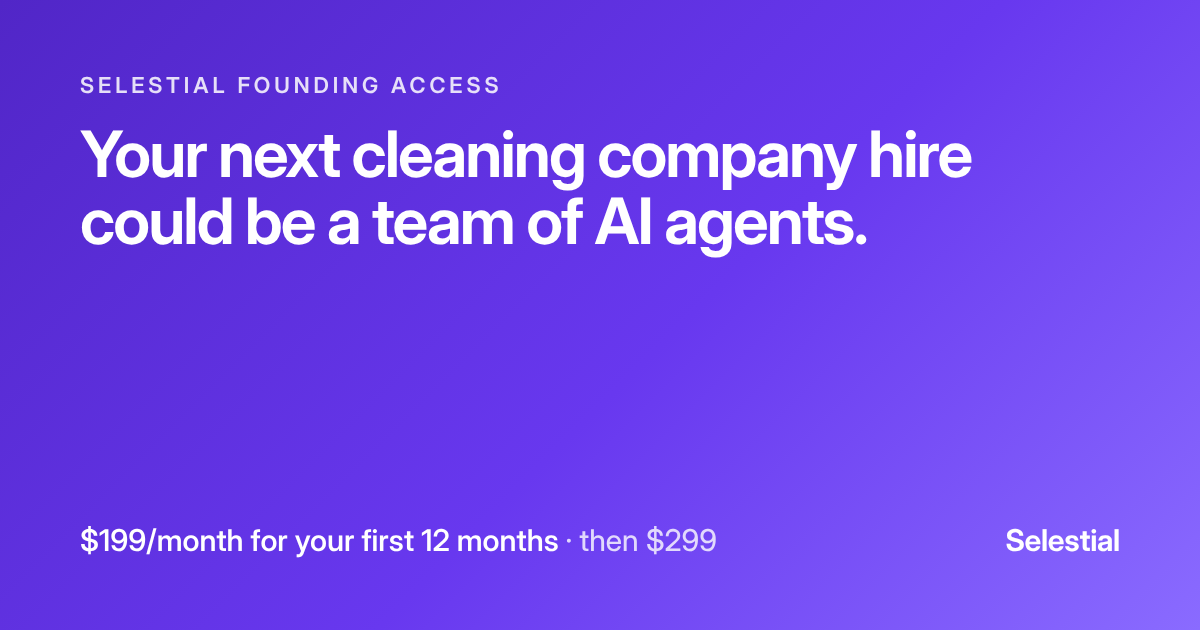 SELESTIAL FOUNDING ACCESS
Your next cleaning company hire
could be a team of AI agents.
$199/month for your first 12 months · then $299
Selestial